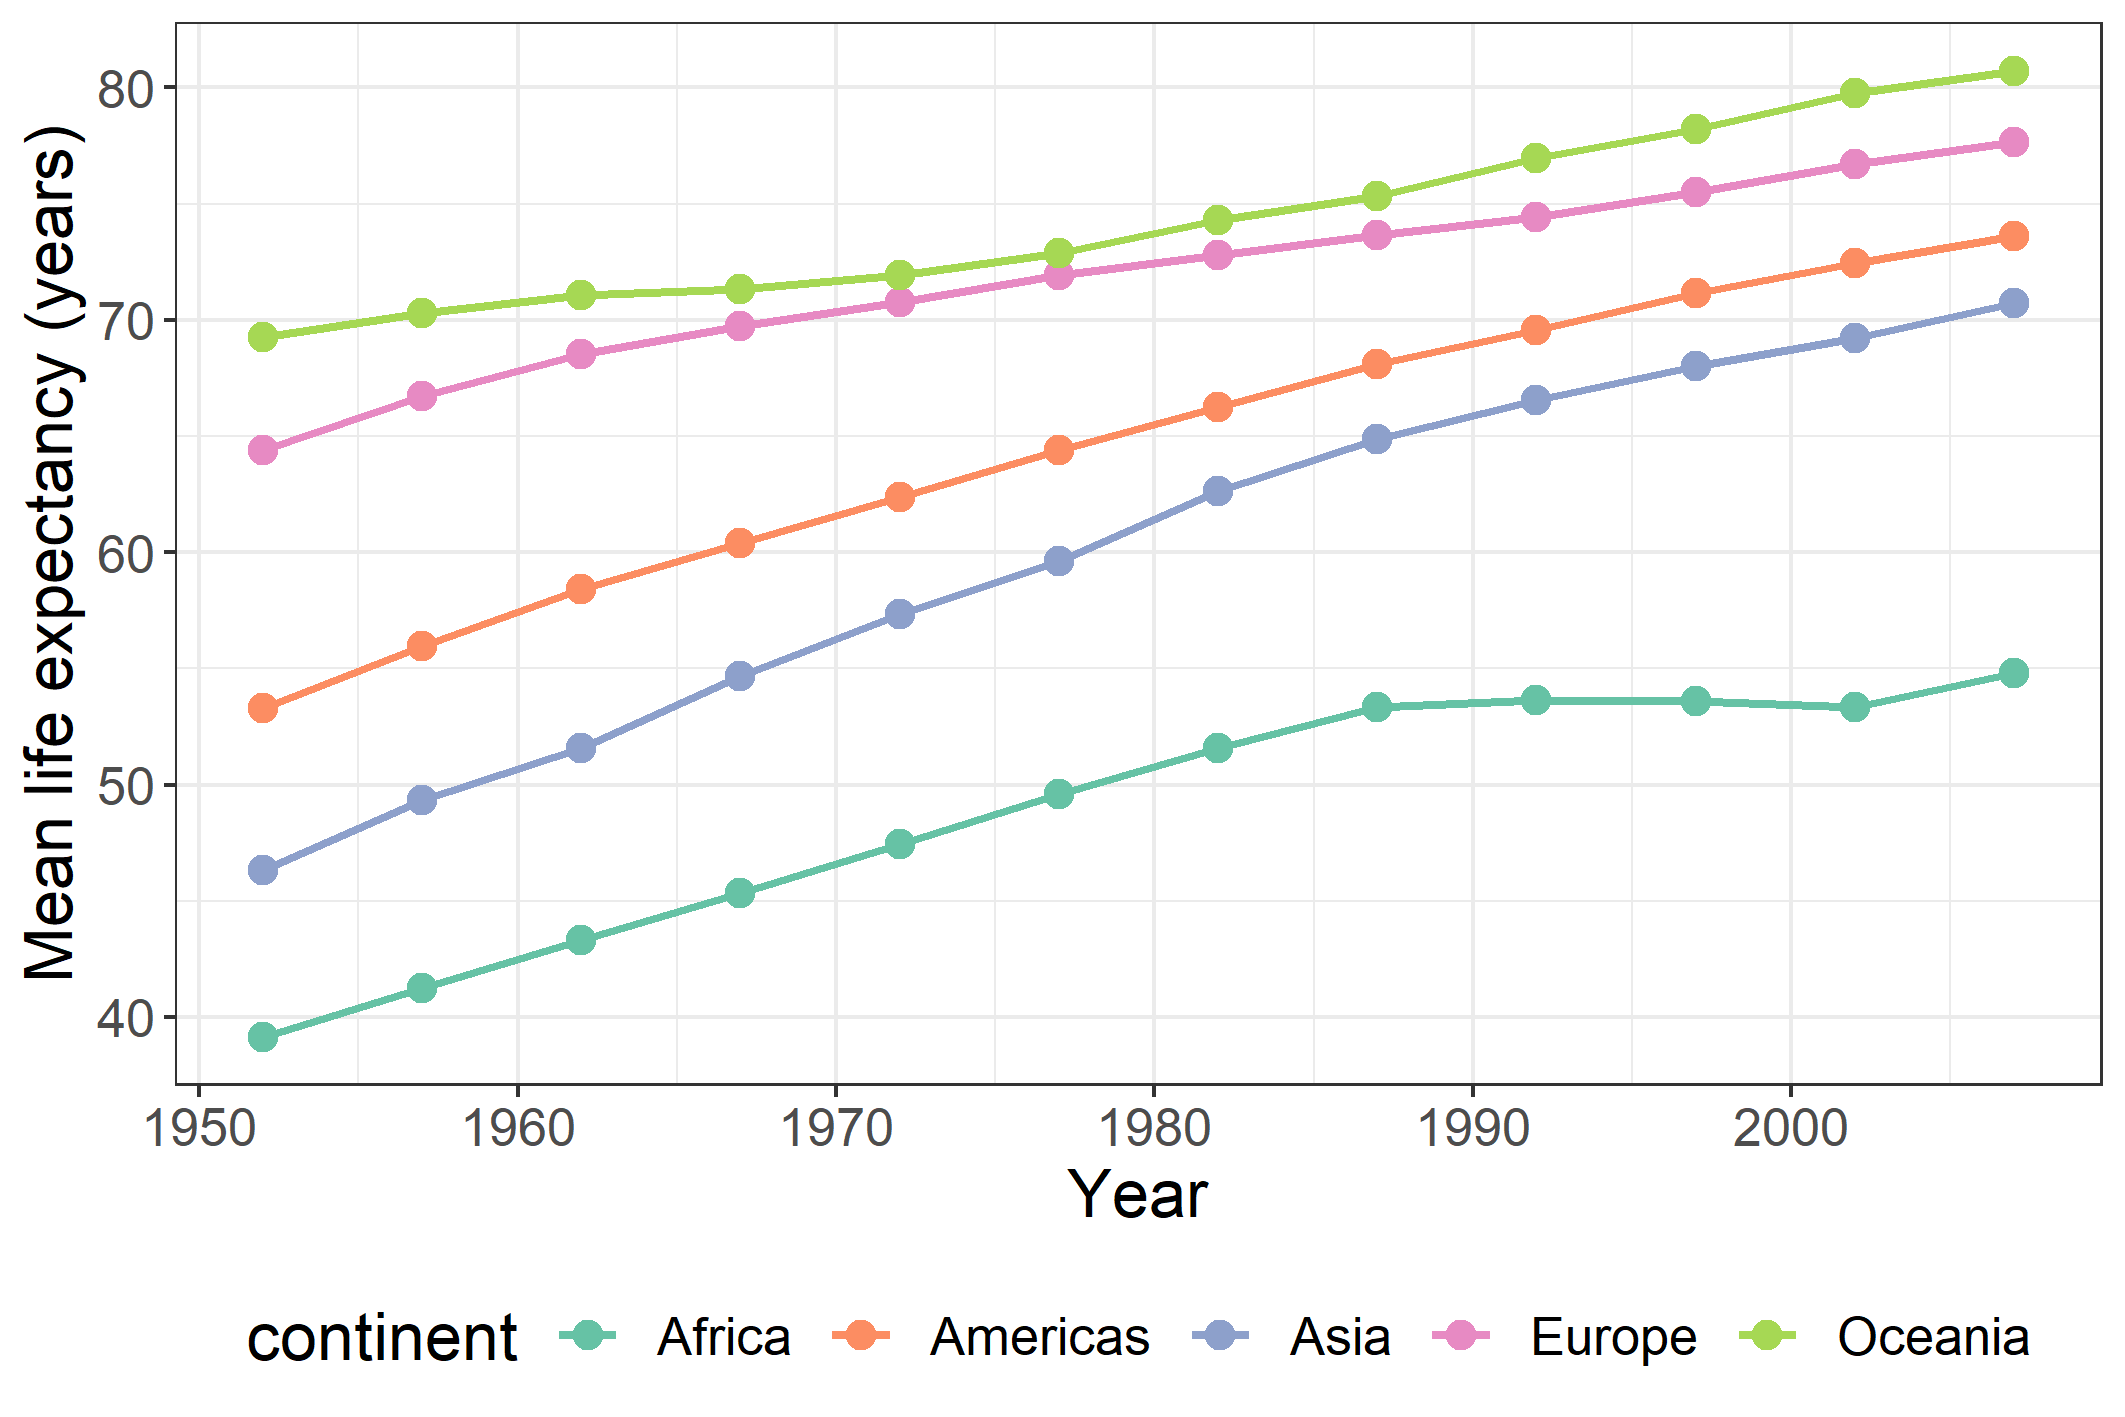 Mean life expectancy (years)
80
70
60
50
40
1950 1960 1970 1980 1990 2000
Year
continent Africa Americas Asia Europe Oceania